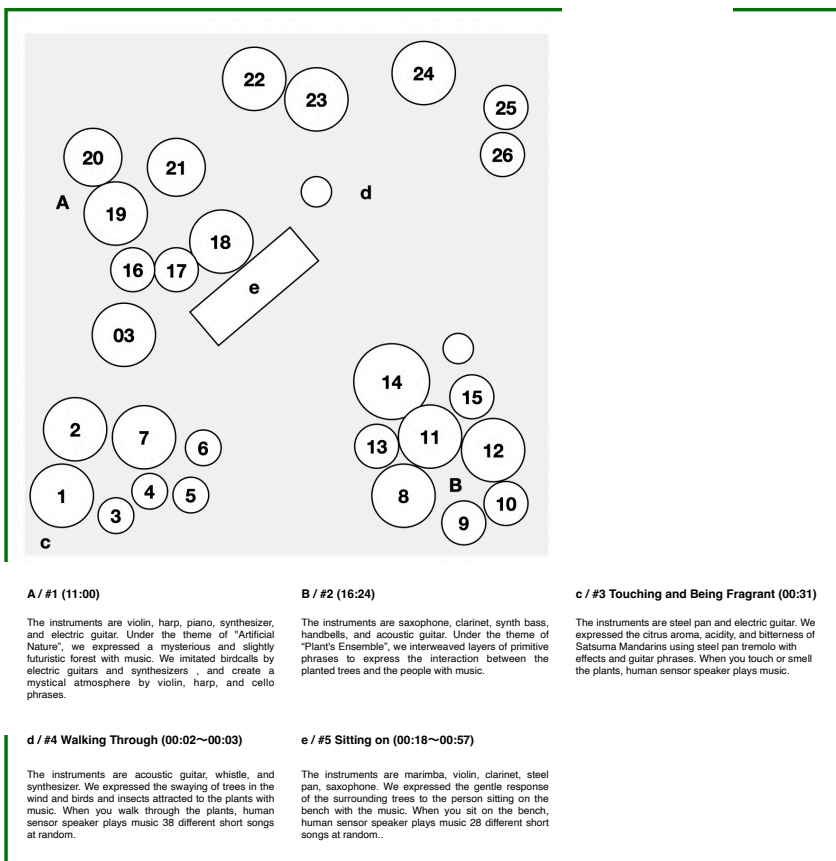 22
23
24
25
26
20
21
A
19
d
18
16
17
e
03
14
15
2
7
6
13
11
12
1
4
5
8
B
3
9
10
c
A / #1 (11:00)
The instruments are violin, harp, piano, synthesizer,
and electric guitar. Under the theme of "Artificial
Nature", we expressed a mysterious and slightly
futuristic forest with music. We imitated birdcalls by
electric guitars and synthesizers , and create a
mystical atmosphere by violin, harp, and cello
phrases.
B / #2 (16:24)
The instruments are saxophone, clarinet, synth bass,
handbells, and acoustic guitar. Under the theme of
"Plant's Ensemble", we interweaved layers of primitive
phrases to express the interaction between the
planted trees and the people with music.
c / #3 Touching and Being Fragrant (00:31)
The instruments are steel pan and electric guitar. We
expressed the citrus aroma, acidity, and bitterness of
Satsuma Mandarins using steel pan tremolo with
effects and guitar phrases. When you touch or smell
the plants, human sensor speaker plays music.
d / #4 Walking Through (00:02〜00:03)
The instruments are acoustic guitar, whistle, and
synthesizer. We expressed the swaying of trees in the
wind and birds and insects attracted to the plants with
music. When you walk through the plants, human
sensor speaker plays music 38 different short songs
at random.
e / #5 Sitting on (00:18〜00:57)
The instruments are marimba, violin, clarinet, steel
pan, saxophone. We expressed the gentle response
of the surrounding trees to the person sitting on the
bench with the music. When you sit on the bench,
human sensor speaker plays music 28 different short
songs at random..